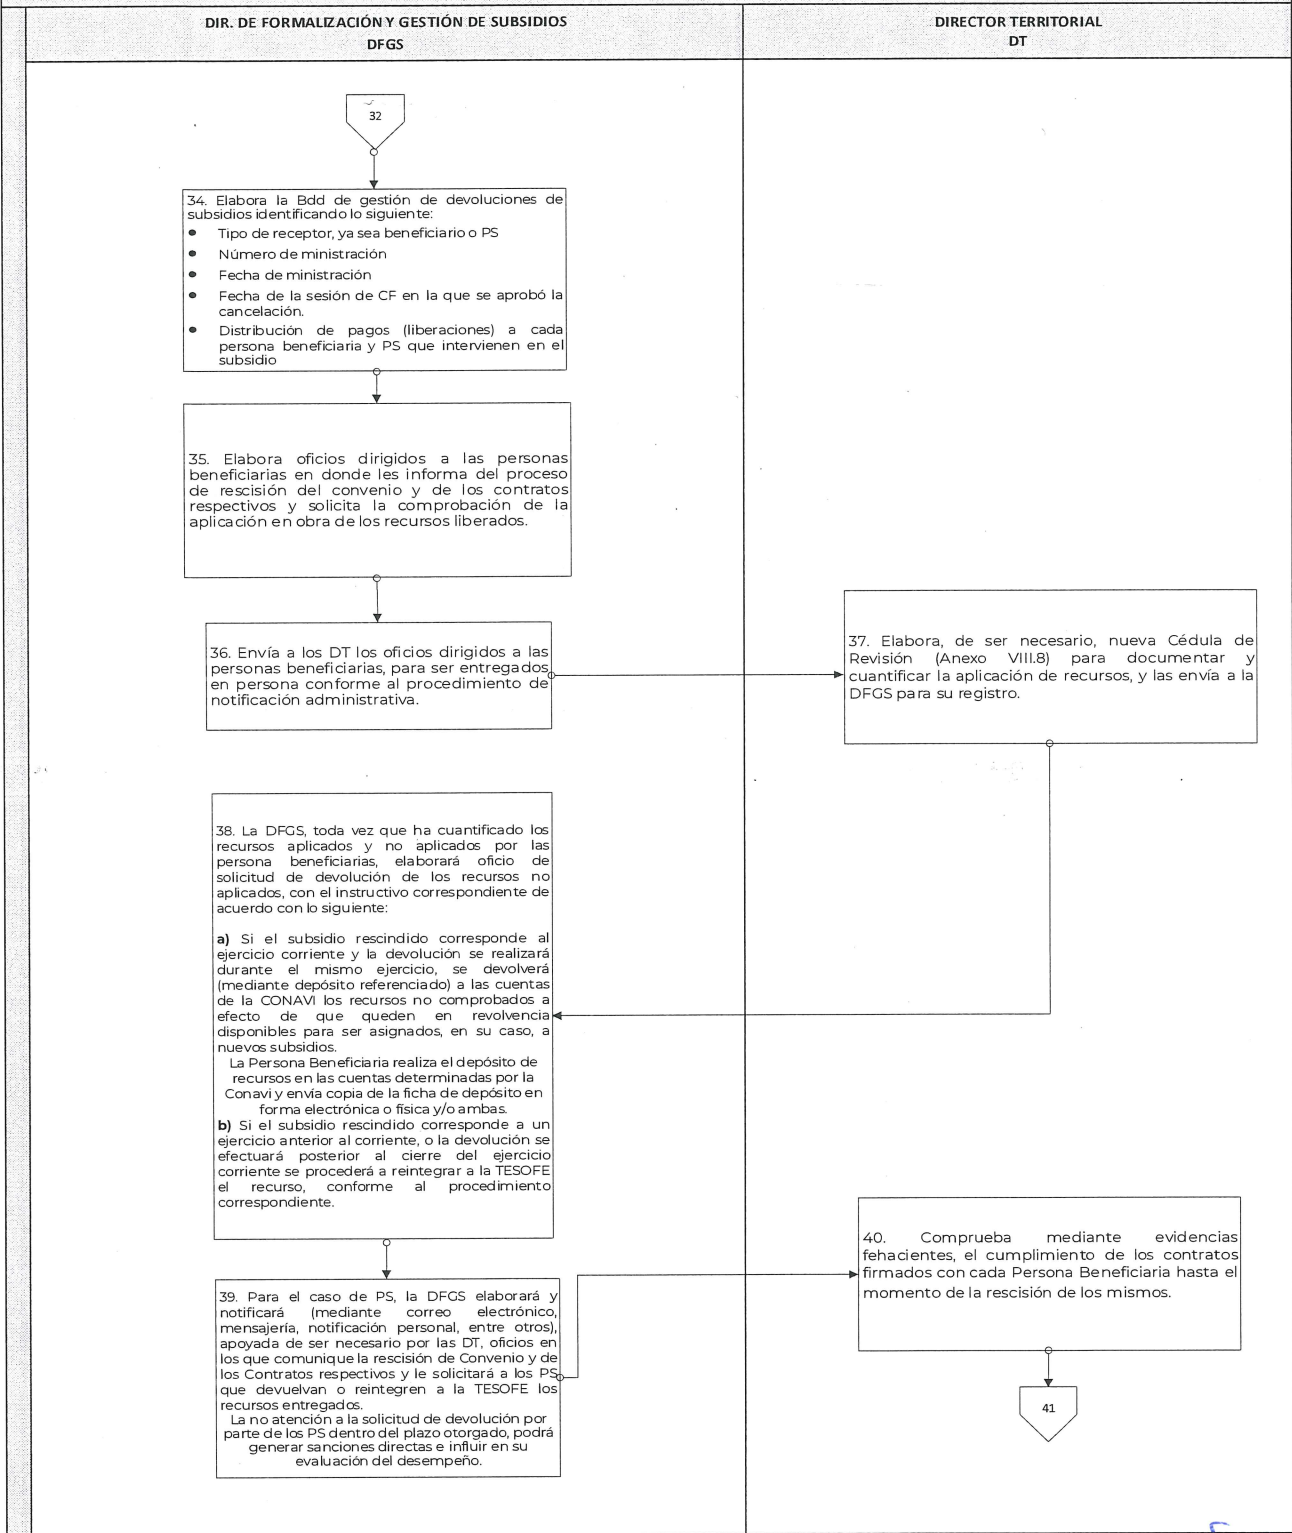 DIR. DE FORMALIZACIÓN Y GESTIÓN DE SUBSIDIOS
DFGS
DIRECTOR TERRITORIAL
DT
32
34. Elabora la Bdd de gestión de devoluciones de
subsidios identificando lo siguiente:
• Tipo de receptor, ya sea beneficiario o PS
• Número de ministración
• Fecha de ministración
• Fecha de la sesión de CF en la que se aprobó la
cancelación.
• Distribución de pagos (liberaciones) a cada
persona beneficiaria y PS que intervienen en el
subsidio
35. Elabora oficios dirigidos a las personas
beneficiarias en donde les informa del proceso
de rescisión del convenio y de los contratos
respectivos y solicita la comprobación de la
aplicación en obra de los recursos liberados.
36. Envía a los DT los oficios dirigidos a las
personas beneficiarias, para ser entregados
en persona conforme al procedimiento de
notificación administrativa.
37. Elabora, de ser necesario, nueva Cédula de
Revisión (Anexo VIII.8) para documentar y
cuantificar la aplicación de recursos, y las envía a la
DFGS para su registro.
38. La DFGS, toda vez que ha cuantificado los
recursos aplicados y no aplicados por las
persona beneficiarias, elaborará oficio de
solicitud de devolución de los recursos no
aplicados, con el instructivo correspondiente de
acuerdo con lo siguiente:
a) Si el subsidio rescindido corresponde al
ejercicio corriente y la devolución se realizará
durante el mismo ejercicio, se devolverá
(mediante depósito referenciado) a las cuentas
de la CONAVI los recursos no comprobados a
efecto de que queden en revolvencia
disponibles para ser asignados, en su caso, a
nuevos subsidios.
La Persona Beneficiaria realiza el depósito de
recursos en las cuentas determinadas por la
Conavi y envía copia de la ficha de depósito en
forma electrónica o física y/o ambas.
b) Si el subsidio rescindido corresponde a un
ejercicio anterior al corriente, o la devolución se
efectuará posterior al cierre del ejercicio
corriente se procederá a reintegrar a la TESOFE
el recurso, conforme al procedimiento
correspondiente.
39. Para el caso de PS, la DFGS elaborará y
notificará (mediante correo electrónico,
mensajería, notificación personal, entre otros),
apoyada de ser necesario por las DT, oficios en
los que comunique la rescisión de Convenio y de
los Contratos respectivos y le solicitará a los PS
que devuelvan o reintegren a la TESOFE los
recursos entregados.
La no atención a la solicitud de devolución por
parte de los PS dentro del plazo otorgado, podrá
generar sanciones directas e influir en su
evaluación del desempeño.
40. Comprueba mediante evidencias
fehacientes, el cumplimiento de los contratos
firmados con cada Persona Beneficiaria hasta el
momento de la rescisión de los mismos.
41